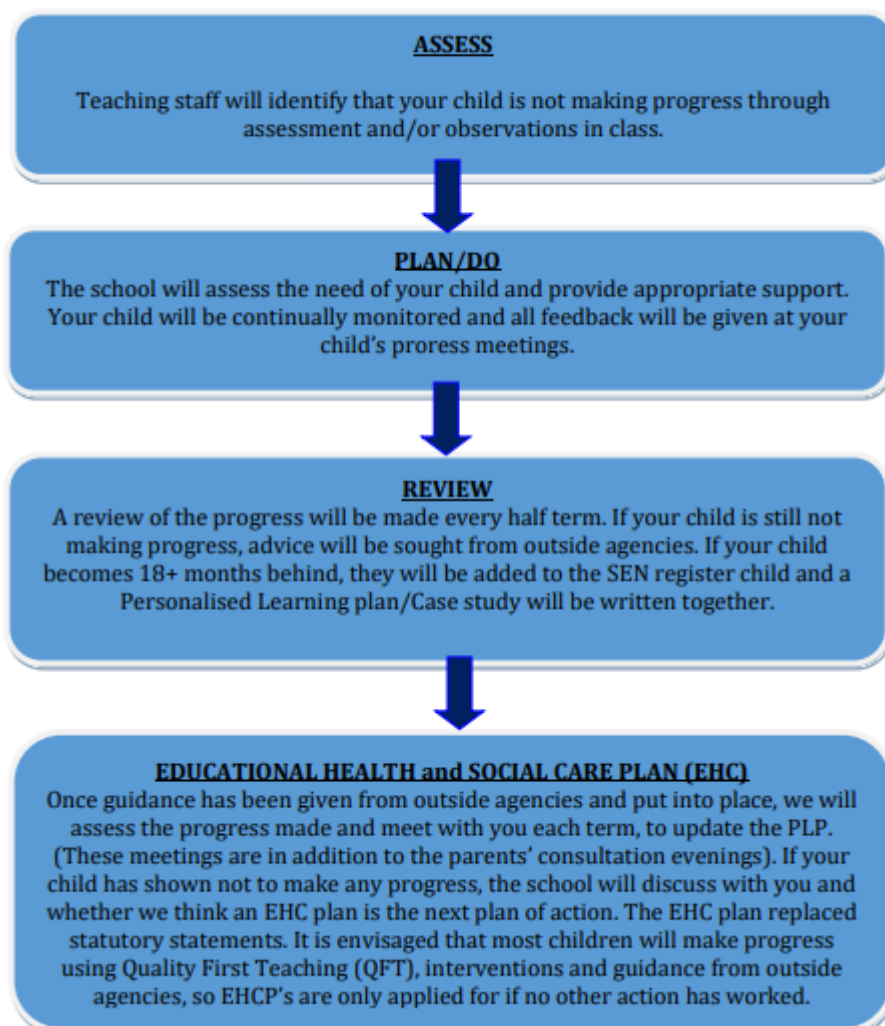 ASSESS
Teaching staff will identify that your child is not making progress through
assessment and/or observations in class.
PLAN/DO
The school will assess the need of your child and provide appropriate support.
Your child will be continually monitored and all feedback will be given at your
child's proress meetings.
REVIEW
A review of the progress will be made every half term. If your child is still not
making progress, advice will be sought from outside agencies. If your child
becomes 18+ months behind, they will be added to the SEN register child and a
Personalised Learning plan/Case study will be written together.
EDUCATIONAL HEALTH and SOCIAL CARE PLAN (EHC)
Once guidance has been given from outside agencies and put into place, we will
assess the progress made and meet with you each term, to update the PLP.
(These meetings are in addition to the parents' consultation evenings). If your
child has shown not to make any progress, the school will discuss with you and
whether we think an EHC plan is the next plan of action. The EHC plan replaced
statutory statements. It is envisaged that most children will make progress
using Quality First Teaching (QFT), interventions and guidance from outside
agencies, so EHCP's are only applied for if no other action has worked.